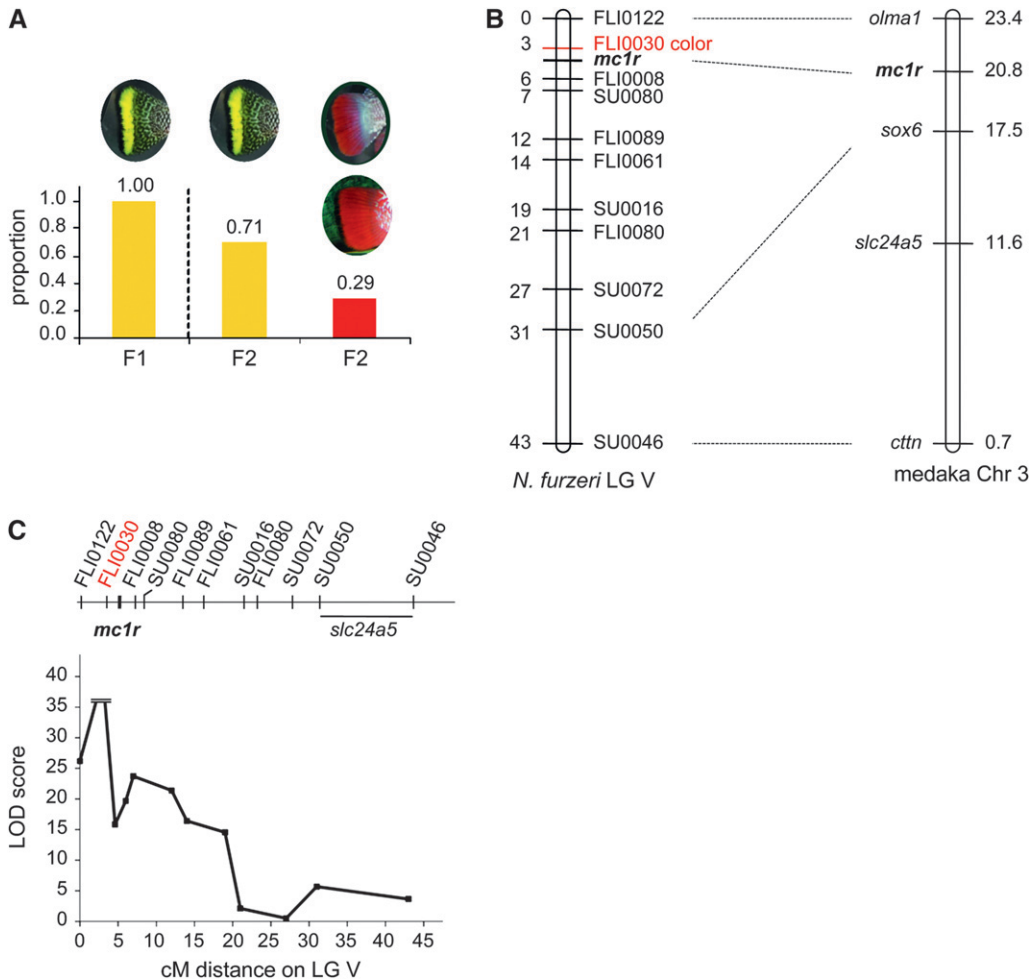 A
1.00
0.71
0.29
proportion
1.0
0.8
0.6
0.4
0.2
0.0
F1
F2
F2
B
0 FLI0122
3 FLI0030 color
mc1r
6 FLI0008
7 SU0080
12 FLI0089
14 FLI0061
19 SU0016
21 FLI0080
27 SU0072
31 SU0050
43 SU0046
N. furzeri LG V
olma1 23.4
mc1r 20.8
sox6 17.5
slc24a5 11.6
cttn 0.7
medaka Chr 3
C
FLI0122
FLI0030
FLI0008
SU0080
FLI0089
FLI0061
SU0016
FLI0080
SU0072
SU0050
SU0046
mc1r
slc24a5
LOD score
40
35
30
25
20
15
10
5
0
0 5 10 15 20 25 30 35 40 45
cM distance on LG V